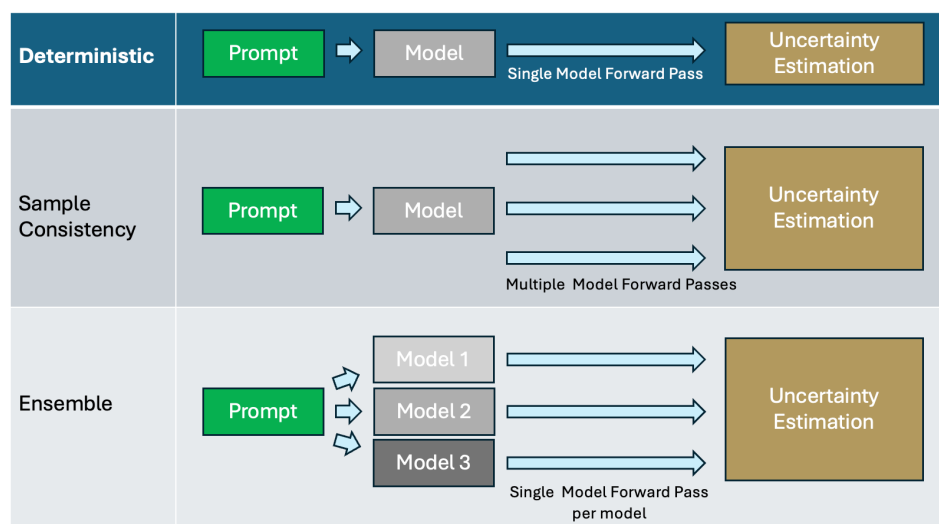 Deterministic
Prompt
Model
Single Model Forward Pass
Uncertainty
Estimation
Sample
Consistency
Prompt
Model
Multiple  Model Forward Passes
Uncertainty
Estimation
Ensemble
Prompt
Model 1
Model 2
Model 3
Single  Model Forward Pass
per model
Uncertainty
Estimation